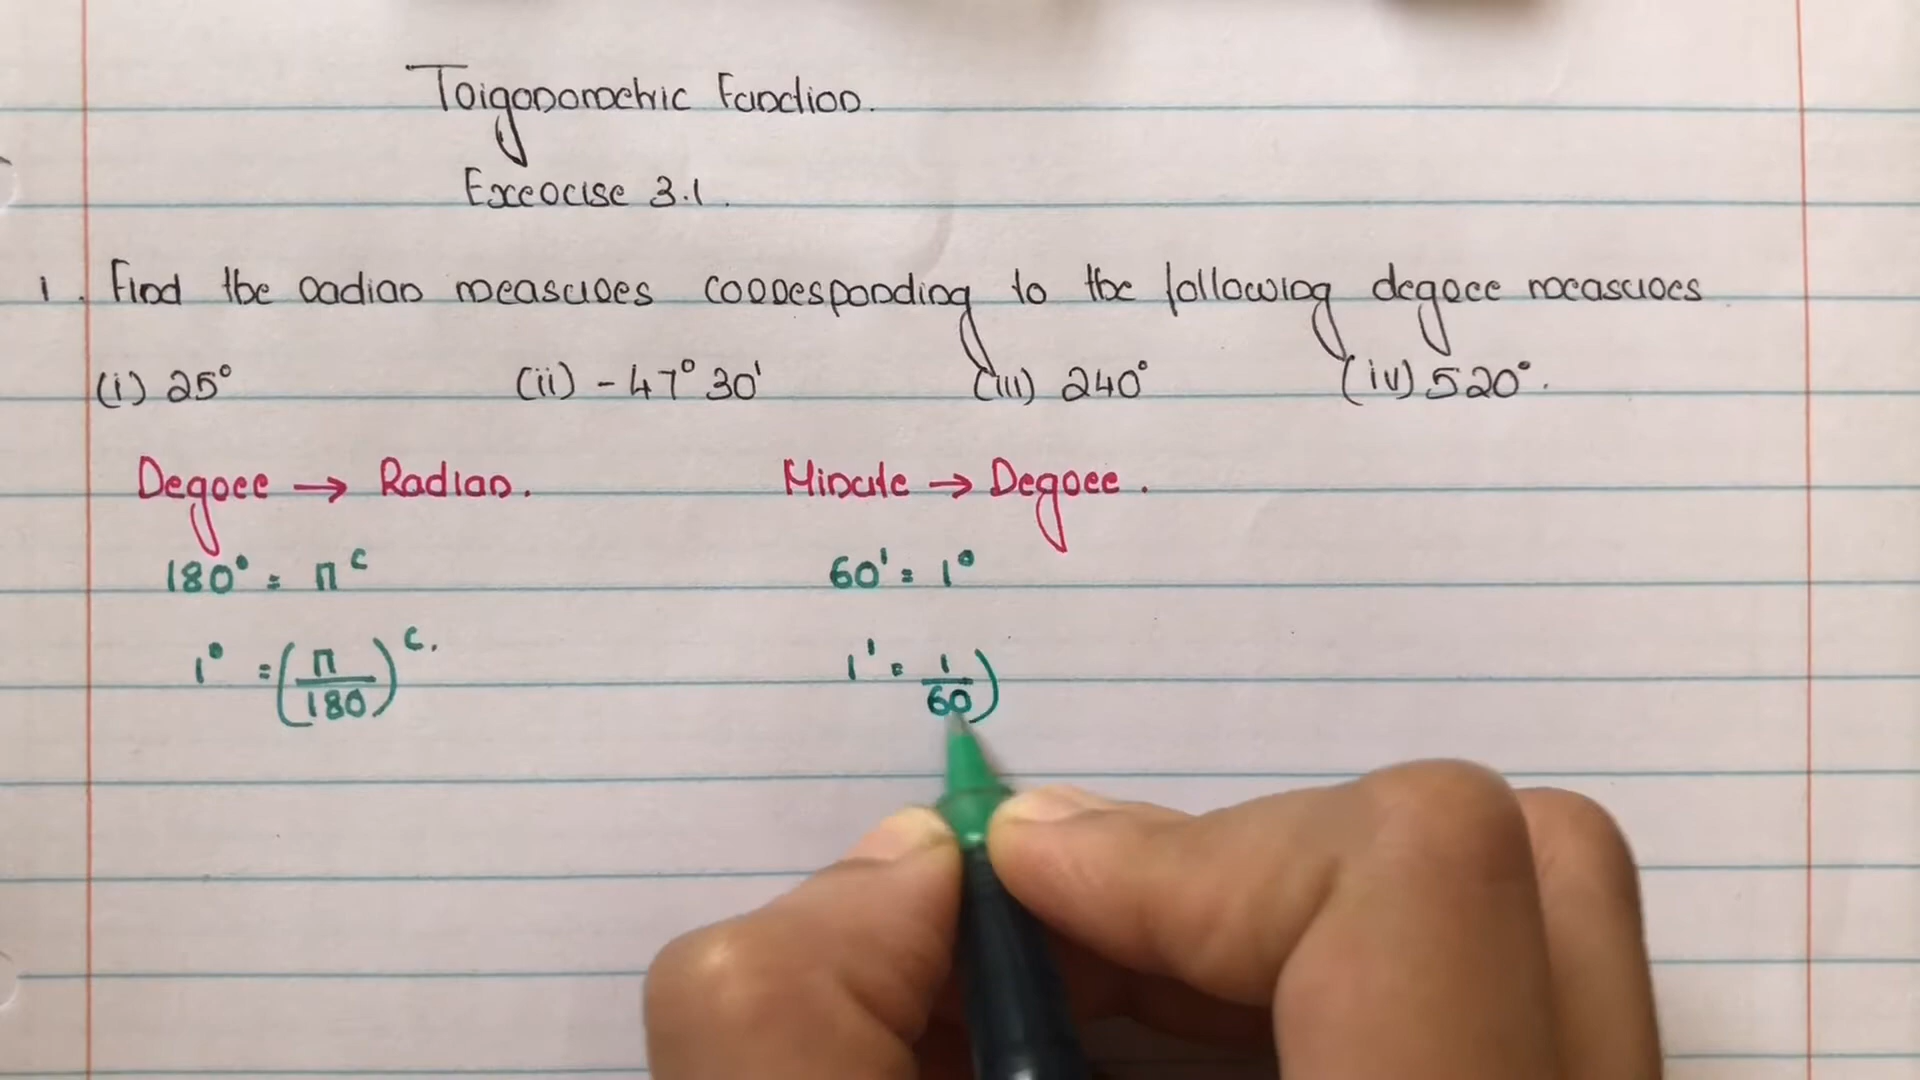 Trigonometric Function.
Exercise 3.1.
1. Find the radian measures corresponding to the following degree measures
(i) 25° (ii) -47° 30' (iii) 240° (iv) 520°.
Degree → Radian. Minute → Degree.
180° = π^c 60' = 1°
1° = (π/180)^c. 1' = 1/60)